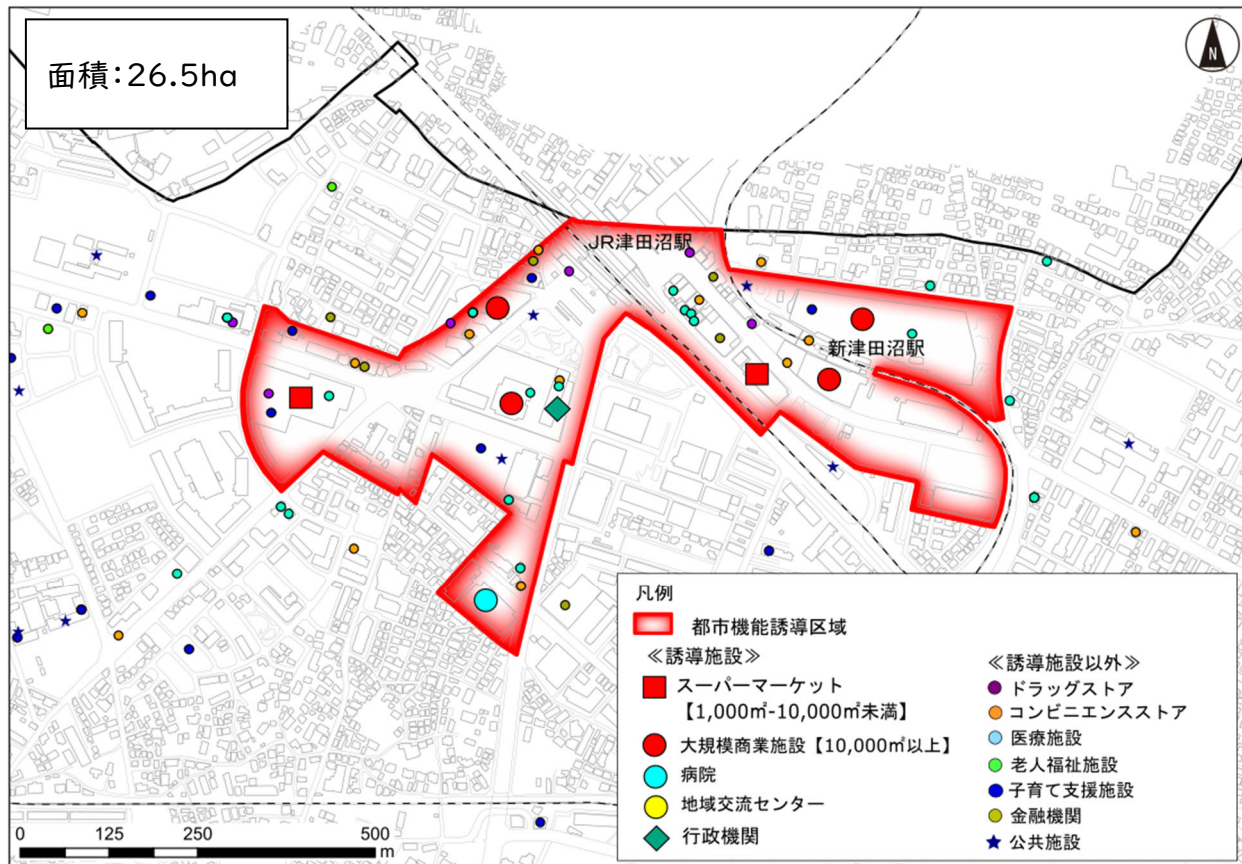 面積：26.5ha
N
JR津田沼駅
新津田沼駅
凡例
都市機能誘導区域
≪誘導施設≫
スーパーマーケット
【1,000㎡-10,000㎡未満】
大規模商業施設【10,000㎡以上】
病院
地域交流センター
行政機関
≪誘導施設以外≫
ドラッグストア
コンビニエンスストア
医療施設
老人福祉施設
子育て支援施設
金融機関
公共施設
0 125 250 500
m